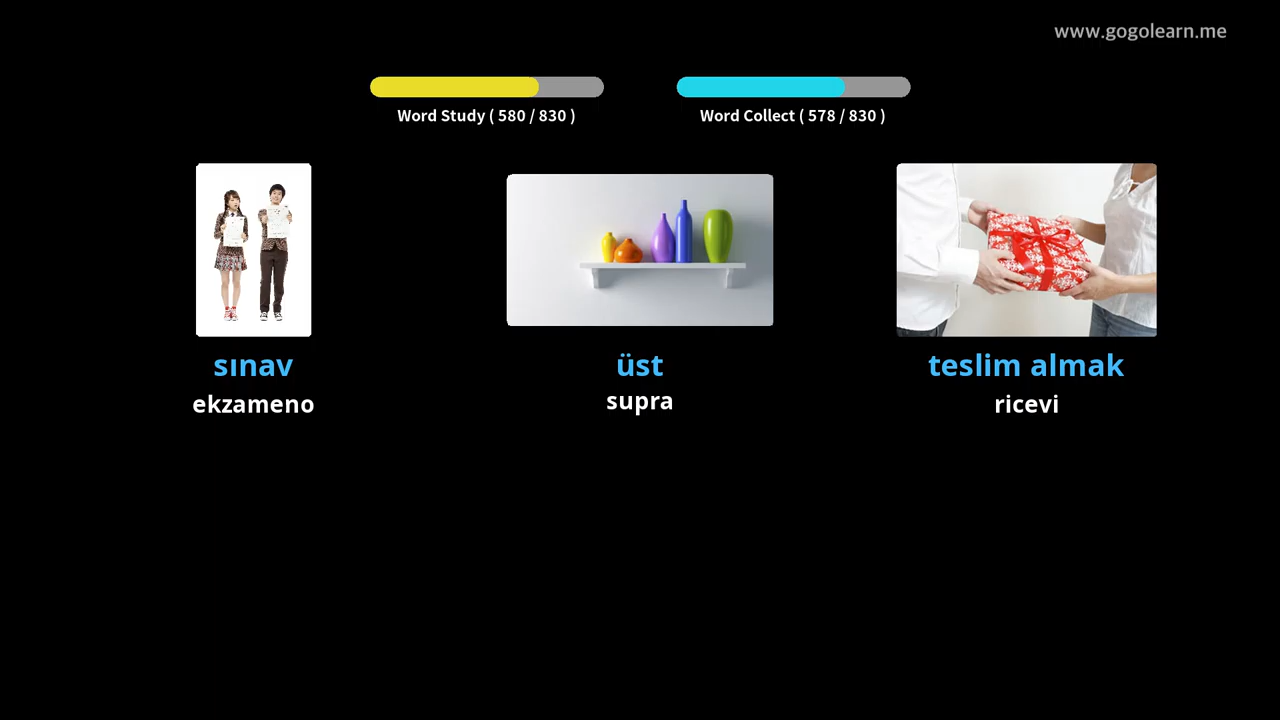 www.gogolearn.me
Word Study ( 580 / 830 )
Word Collect ( 578 / 830 )
sınav
üst
teslim almak
ekzameno
supra
ricevi